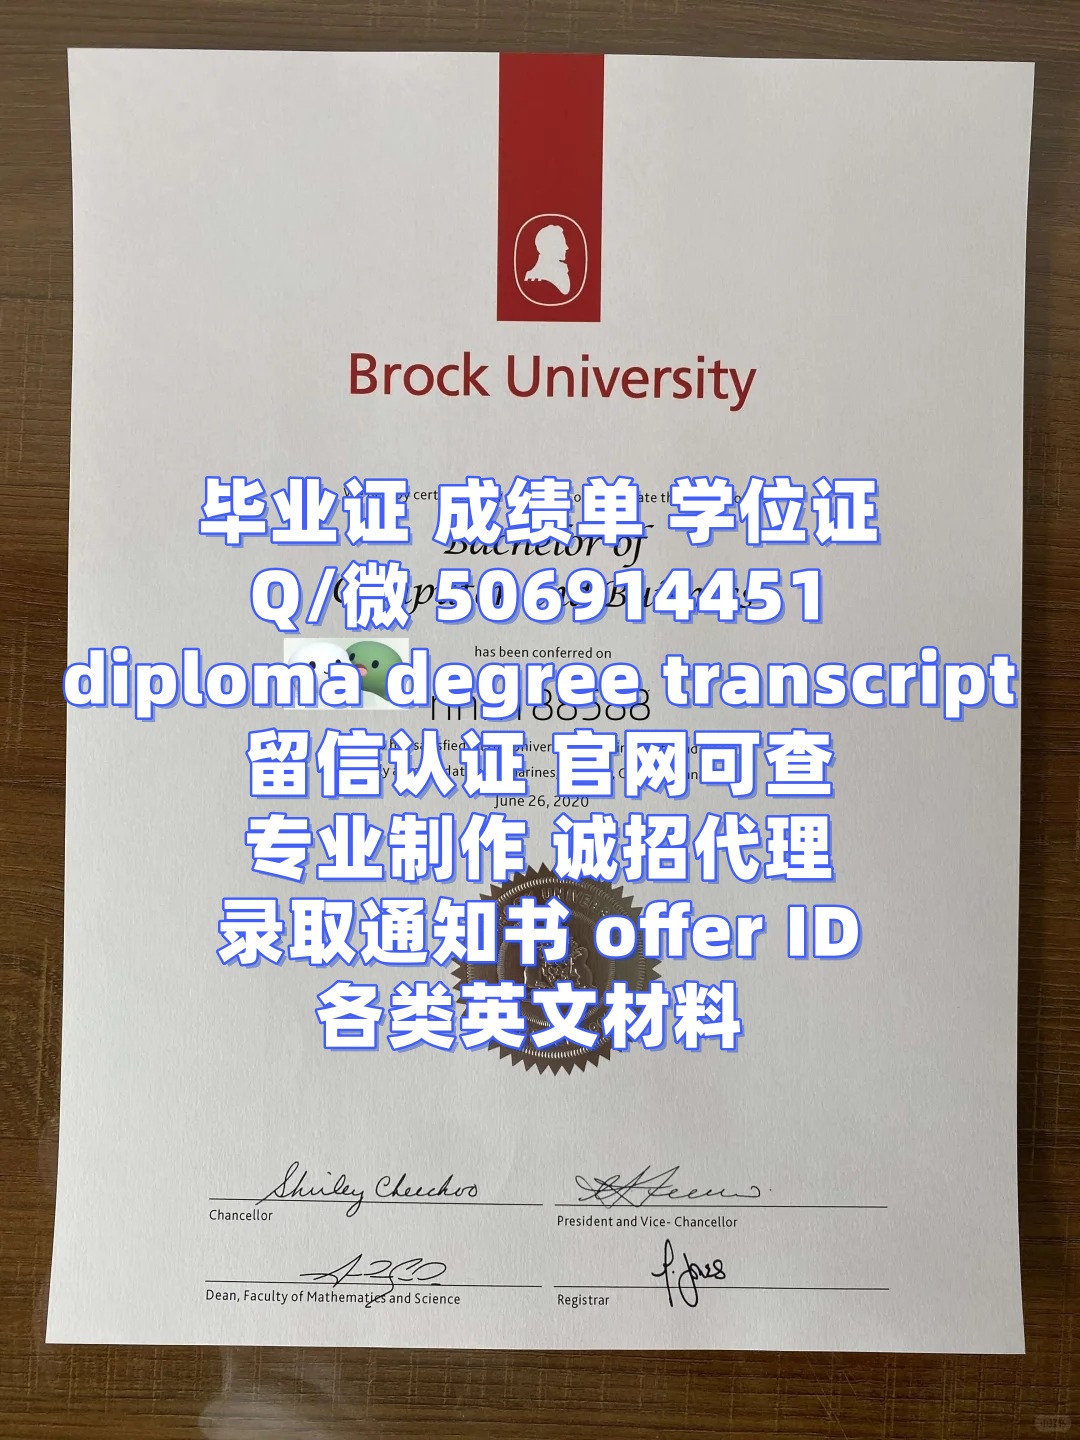 Brock University
毕业证 成绩单 学位证
Bachelor of
Q/微 506914451
has been conferred on
diploma degree transcript
留信认证 官网可查
June 26, 2020
专业制作 诚招代理
录取通知书 offer ID
各类英文材料
Chancellor
President and Vice- Chancellor
Dean, Faculty of Mathematics and Science
Registrar